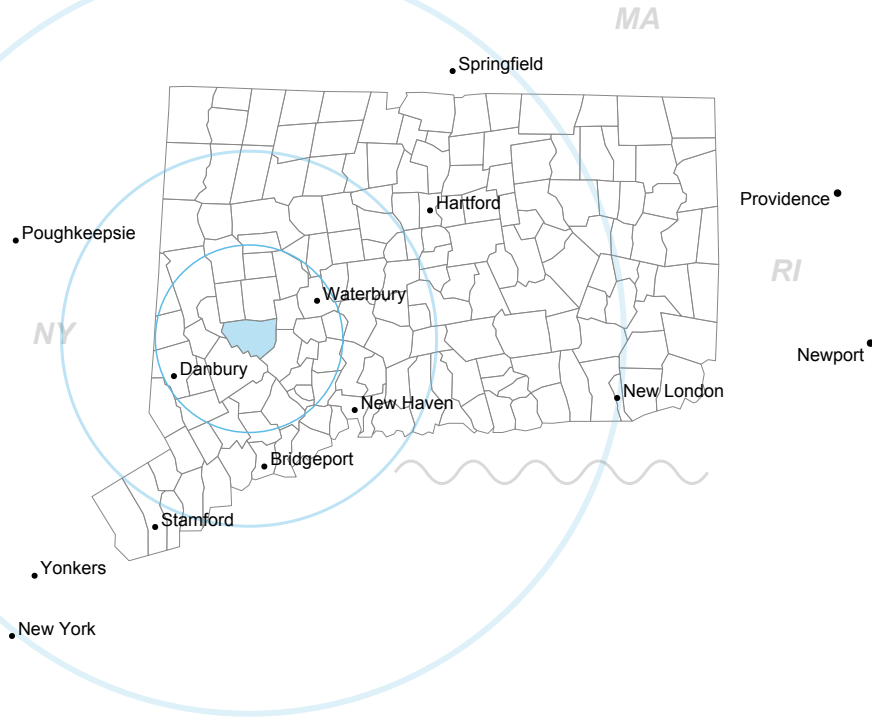 MA
Springfield
Hartford
Providence
Poughkeepsie
RI
Waterbury
NY
Newport
Danbury
New London
New Haven
Bridgeport
Stamford
Yonkers
New York